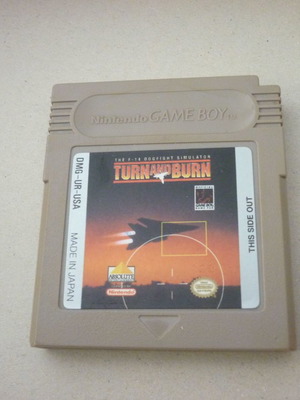 Nintendo GAME BOY TM
THE F-14 DOGFIGHT SIMULATOR
TURN AND BURN
DMG-UR-USA
MADE IN JAPAN
THIS SIDE OUT
ABSOLUTE
Nintendo